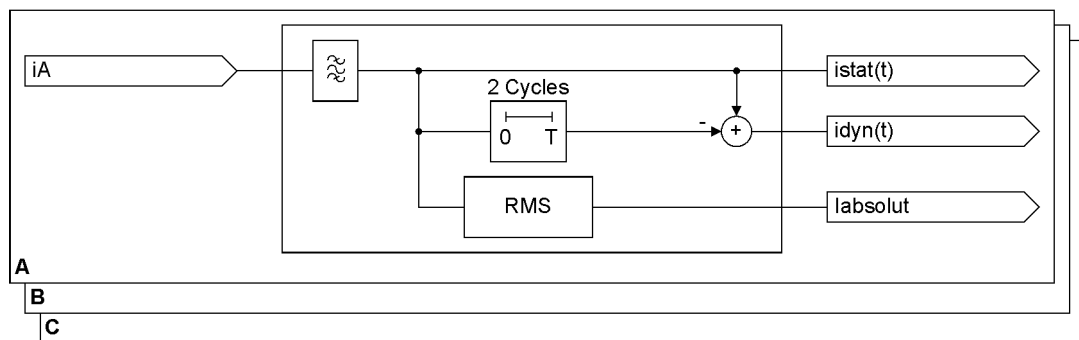 iA
istat(t)
2 Cycles
0 T
-
+
idyn(t)
RMS
Iabsolut
A
B
C